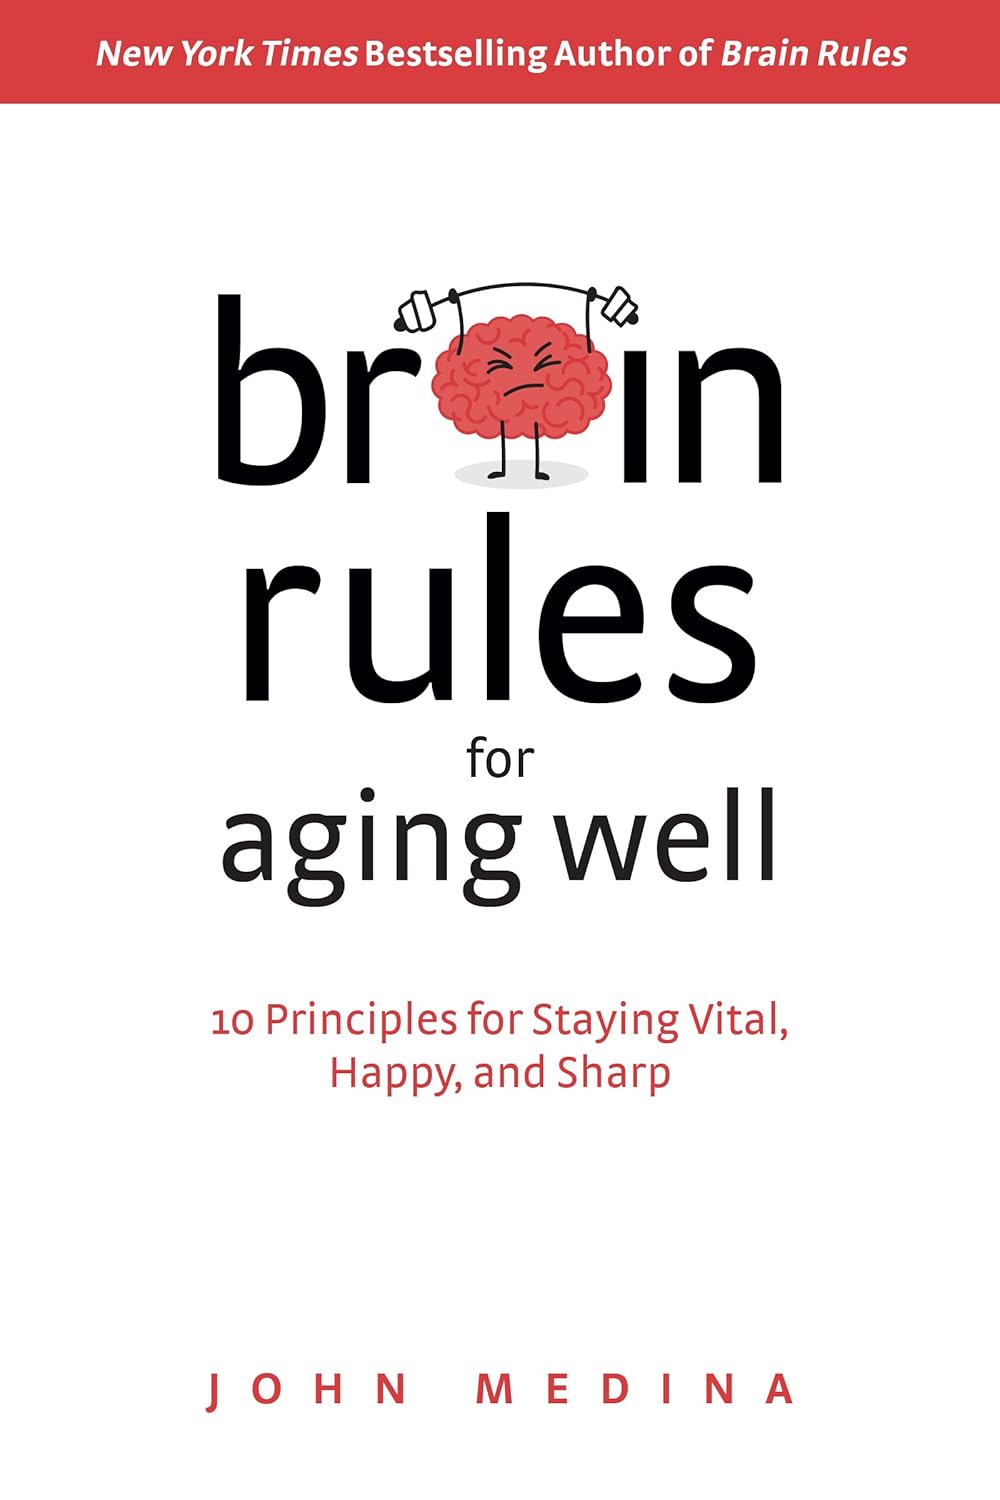 New York Times Bestselling Author of Brain Rules
brain
rules
for
aging well
10 Principles for Staying Vital,
Happy, and Sharp
JOHN MEDINA